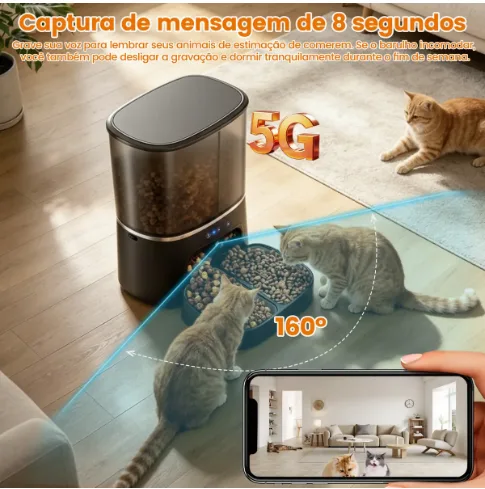 Captura de mensagem de 8 segundos
Grave sua voz para lembrar seus animais de estimação de comerem. Se o barulho incomodar,
você também pode desligar a gravação e dormir tranquilamente durante o fim de semana.
5G
160°